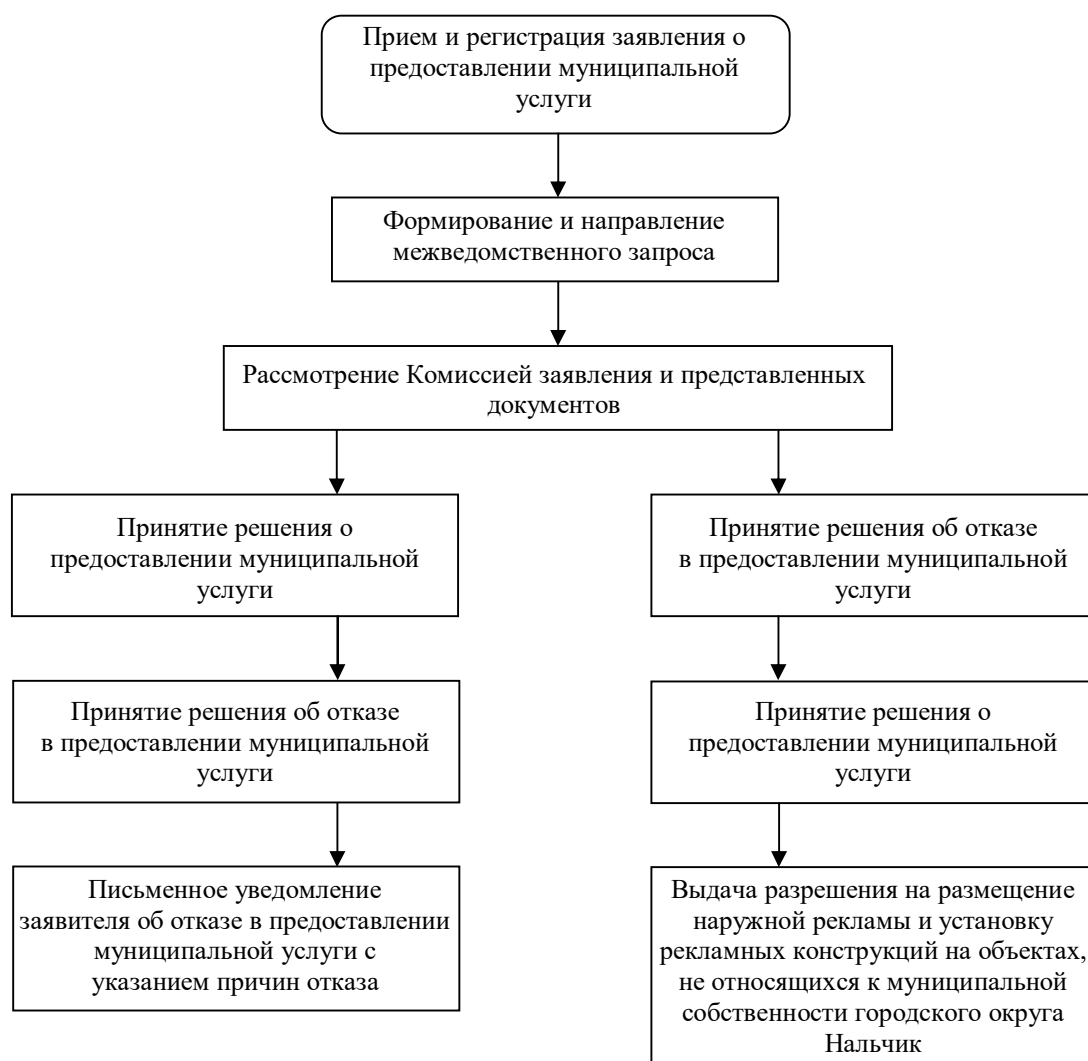 Прием и регистрация заявления о
предоставлении муниципальной
услуги
Формирование и направление
межведомственного запроса
Рассмотрение Комиссией заявления и представленных
документов
Принятие решения о
предоставлении муниципальной
услуги
Принятие решения об отказе
в предоставлении муниципальной
услуги
Принятие решения об отказе
в предоставлении муниципальной
услуги
Принятие решения о
предоставлении муниципальной
услуги
Письменное уведомление
заявителя об отказе в предоставлении
муниципальной услуги с
указанием причин отказа
Выдача разрешения на размещение
наружной рекламы и установку
рекламных конструкций на объектах,
не относящихся к муниципальной
собственности городского округа
Нальчик